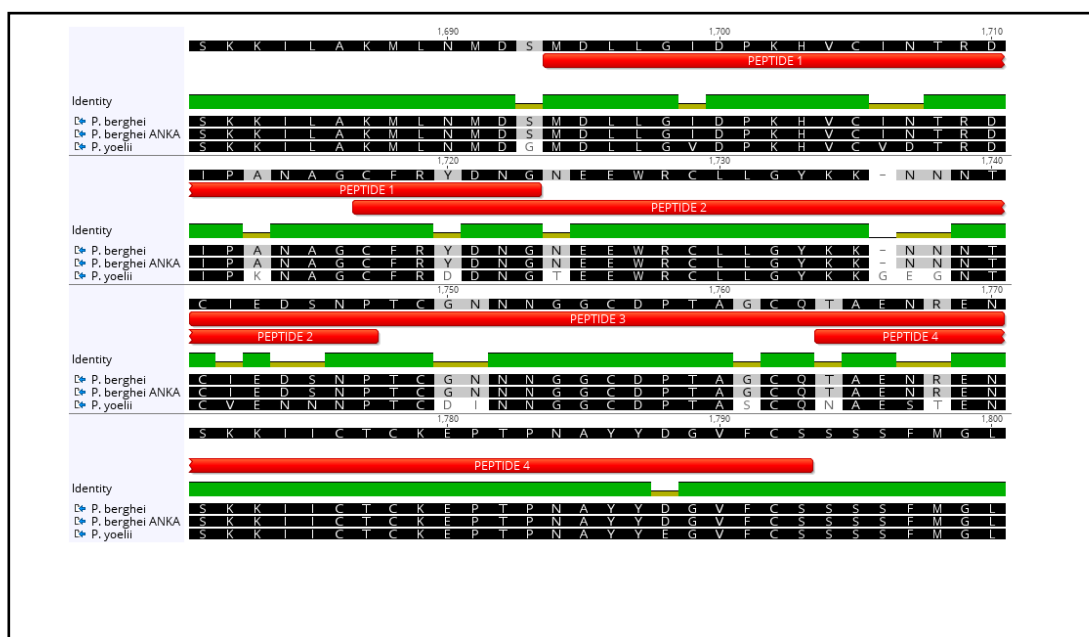 1,690 1,700 1,710
S K K I L A K M L N M D S M D L L G I D P K H V C I N T R D
PEPTIDE 1
Identity
P. berghei S K K I L A K M L N M D S M D L L G I D P K H V C I N T R D
P. berghei ANKA S K K I L A K M L N M D S M D L L G I D P K H V C I N T R D
P. yoelii S K K I L A K M L N M D G M D L L G V D P K H V C V D T R D
1,720 1,730 1,740
I P A N A G C F R Y D N G N E E W R C L L G Y K K - N N N T
PEPTIDE 1
PEPTIDE 2
Identity
P. berghei I P A N A G C F R Y D N G N E E W R C L L G Y K K - N N N T
P. berghei ANKA I P A N A G C F R Y D N G N E E W R C L L G Y K K - N N N T
P. yoelii I P K N A G C F R D D N G T E E W R C L L G Y K K G E G N T
1,750 1,760 1,770
C I E D S N P T C G N N N G G C D P T A G C Q T A E N R E N
PEPTIDE 3
PEPTIDE 2 PEPTIDE 4
Identity
P. berghei C I E D S N P T C G N N N G G C D P T A G C Q T A E N R E N
P. berghei ANKA C I E D S N P T C G N N N G G C D P T A G C Q T A E N R E N
P. yoelii C V E N N N P T C D I N N G G C D P T A S C Q N A E S T E N
1,780 1,790 1,800
S K K I I C T C K E P T P N A Y Y D G V F C S S S S F M G L
PEPTIDE 4
Identity
P. berghei S K K I I C T C K E P T P N A Y Y D G V F C S S S S F M G L
P. berghei ANKA S K K I I C T C K E P T P N A Y Y D G V F C S S S S F M G L
P. yoelii S K K I I C T C K E P T P N A Y Y E G V F C S S S S F M G L